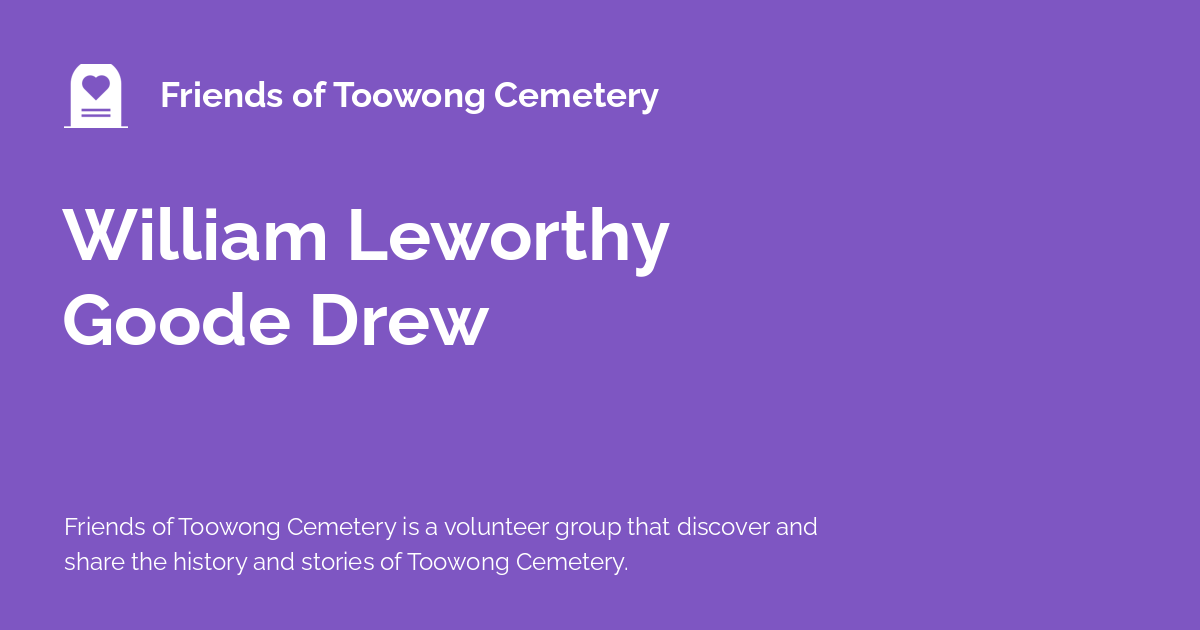 Friends of Toowong Cemetery
William Leworthy
Goode Drew
Friends of Toowong Cemetery is a volunteer group that discover and
share the history and stories of Toowong Cemetery.